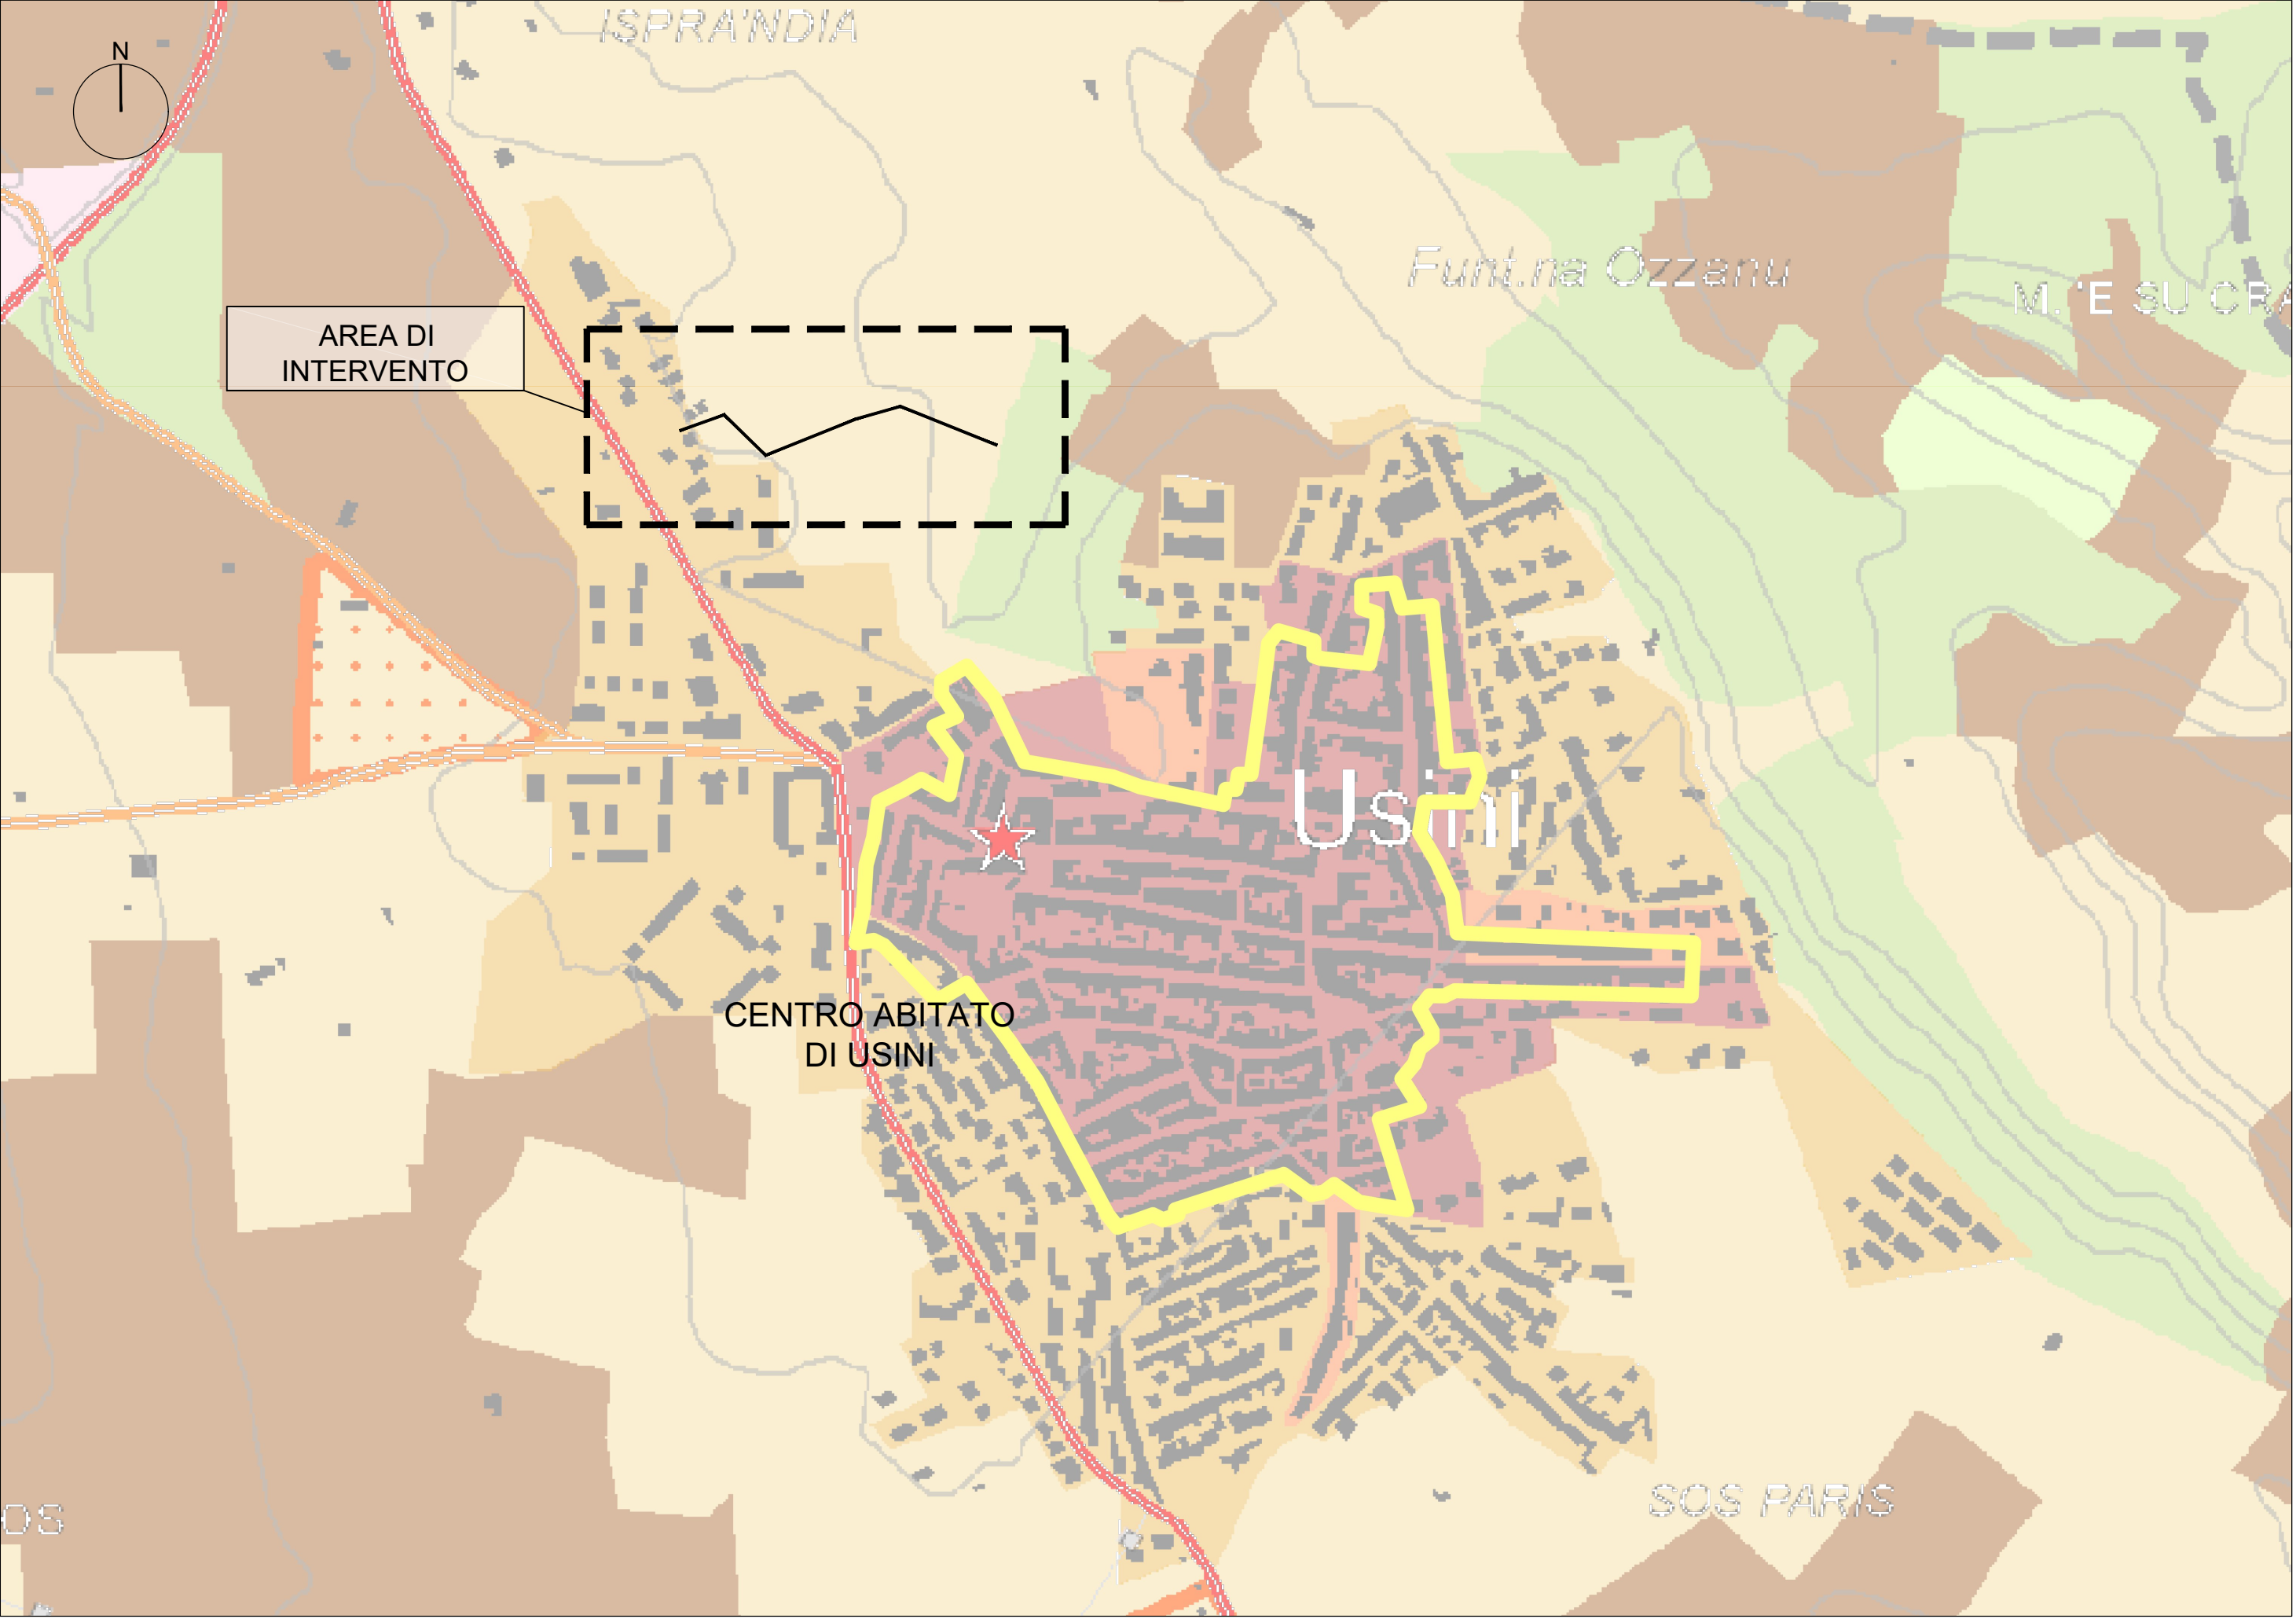 ISPRA'NDIA
N
Funt.na Ozzanu
M. 'E SU CRA
AREA DI
INTERVENTO
Usini
CENTRO ABITATO
DI USINI
SOS PARIS
OS